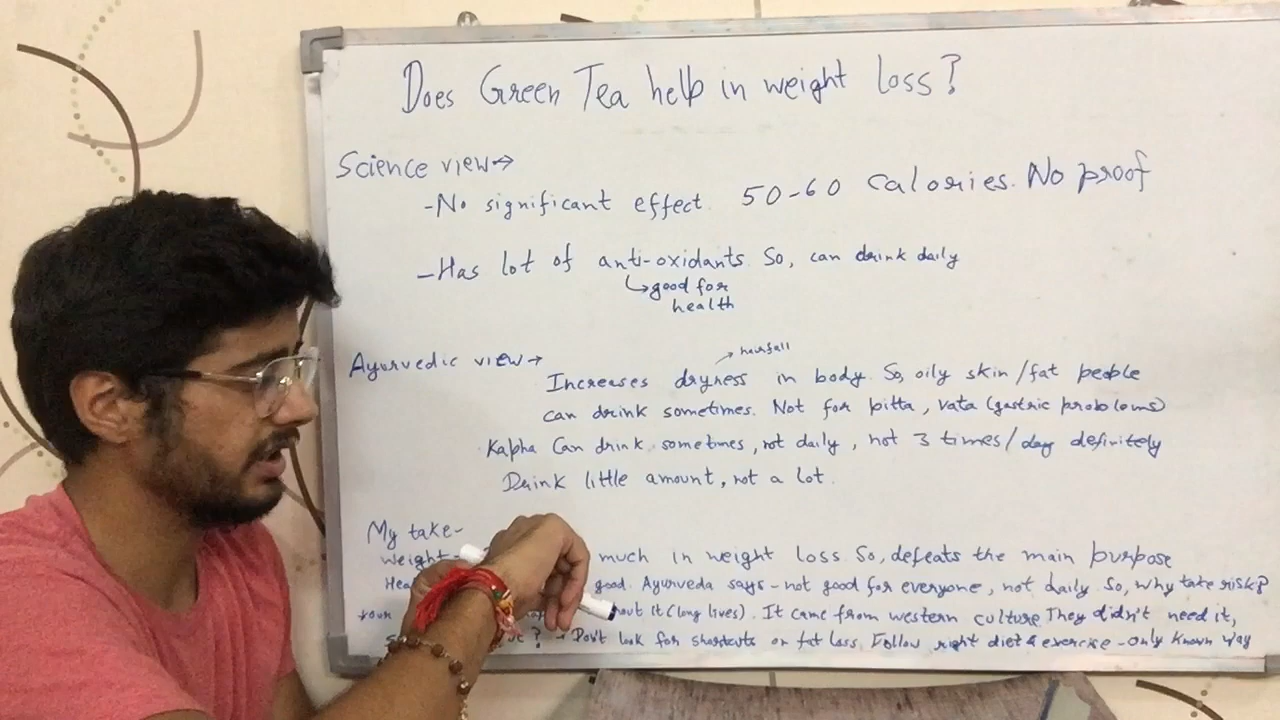 Does Green Tea help in weight loss?
Science view→
-No significant effect. 50-60 calories. No proof
-Has lot of anti-oxidants. So, can drink daily
↳good for
health
Ayurvedic view→
→ hairfall
Increases dryness in body. So, oily skin/fat people
can drink sometimes. Not for pitta, vata (gastric problems)
Kapha Can drink sometimes, not daily, not 3 times/day definitely
Drink little amount, not a lot.
My take-
weight- much in weight loss. So, defeats the main purpose
good. Ayurveda says - not good for everyone, not daily. So, why take risk?
it (long lives). It came from western culture. They didn't need it,
? → Don't look for shortcuts on fat loss. Follow right diet & exercise - only known way